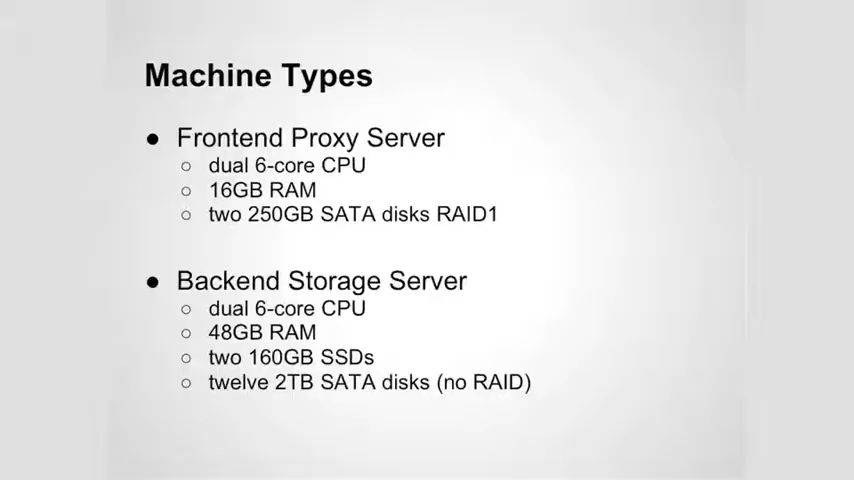 Machine Types
● Frontend Proxy Server
○ dual 6-core CPU
○ 16GB RAM
○ two 250GB SATA disks RAID1
● Backend Storage Server
○ dual 6-core CPU
○ 48GB RAM
○ two 160GB SSDs
○ twelve 2TB SATA disks (no RAID)